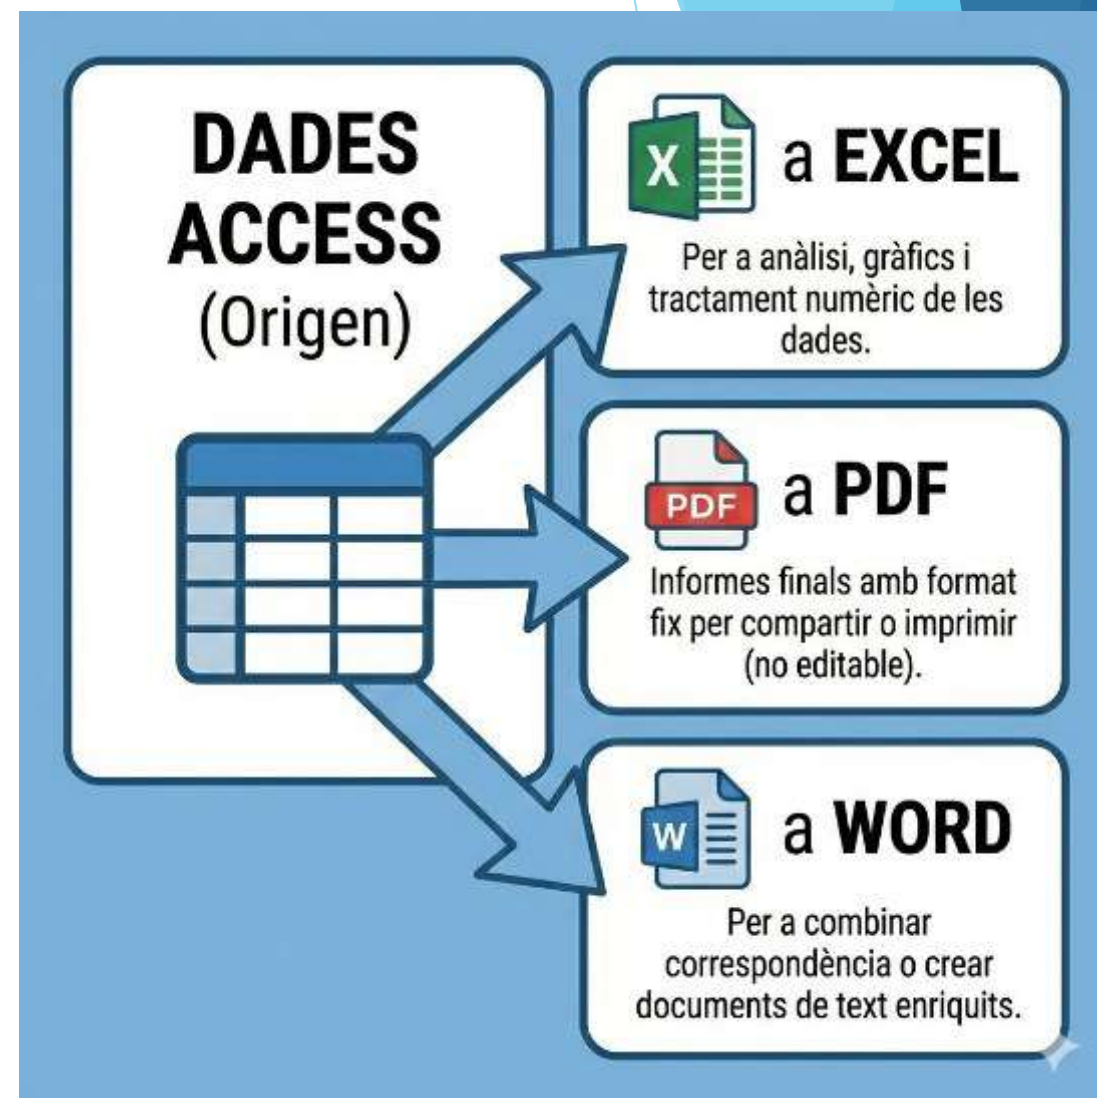 DADES
ACCESS
(Origen)
X
a EXCEL
Per a anàlisi, gràfics i
tractament numèric de les
dades.
PDF
a PDF
Informes finals amb format
fix per compartir o imprimir
(no editable).
W
a WORD
Per a combinar
correspondència o crear
documents de text enriquits.